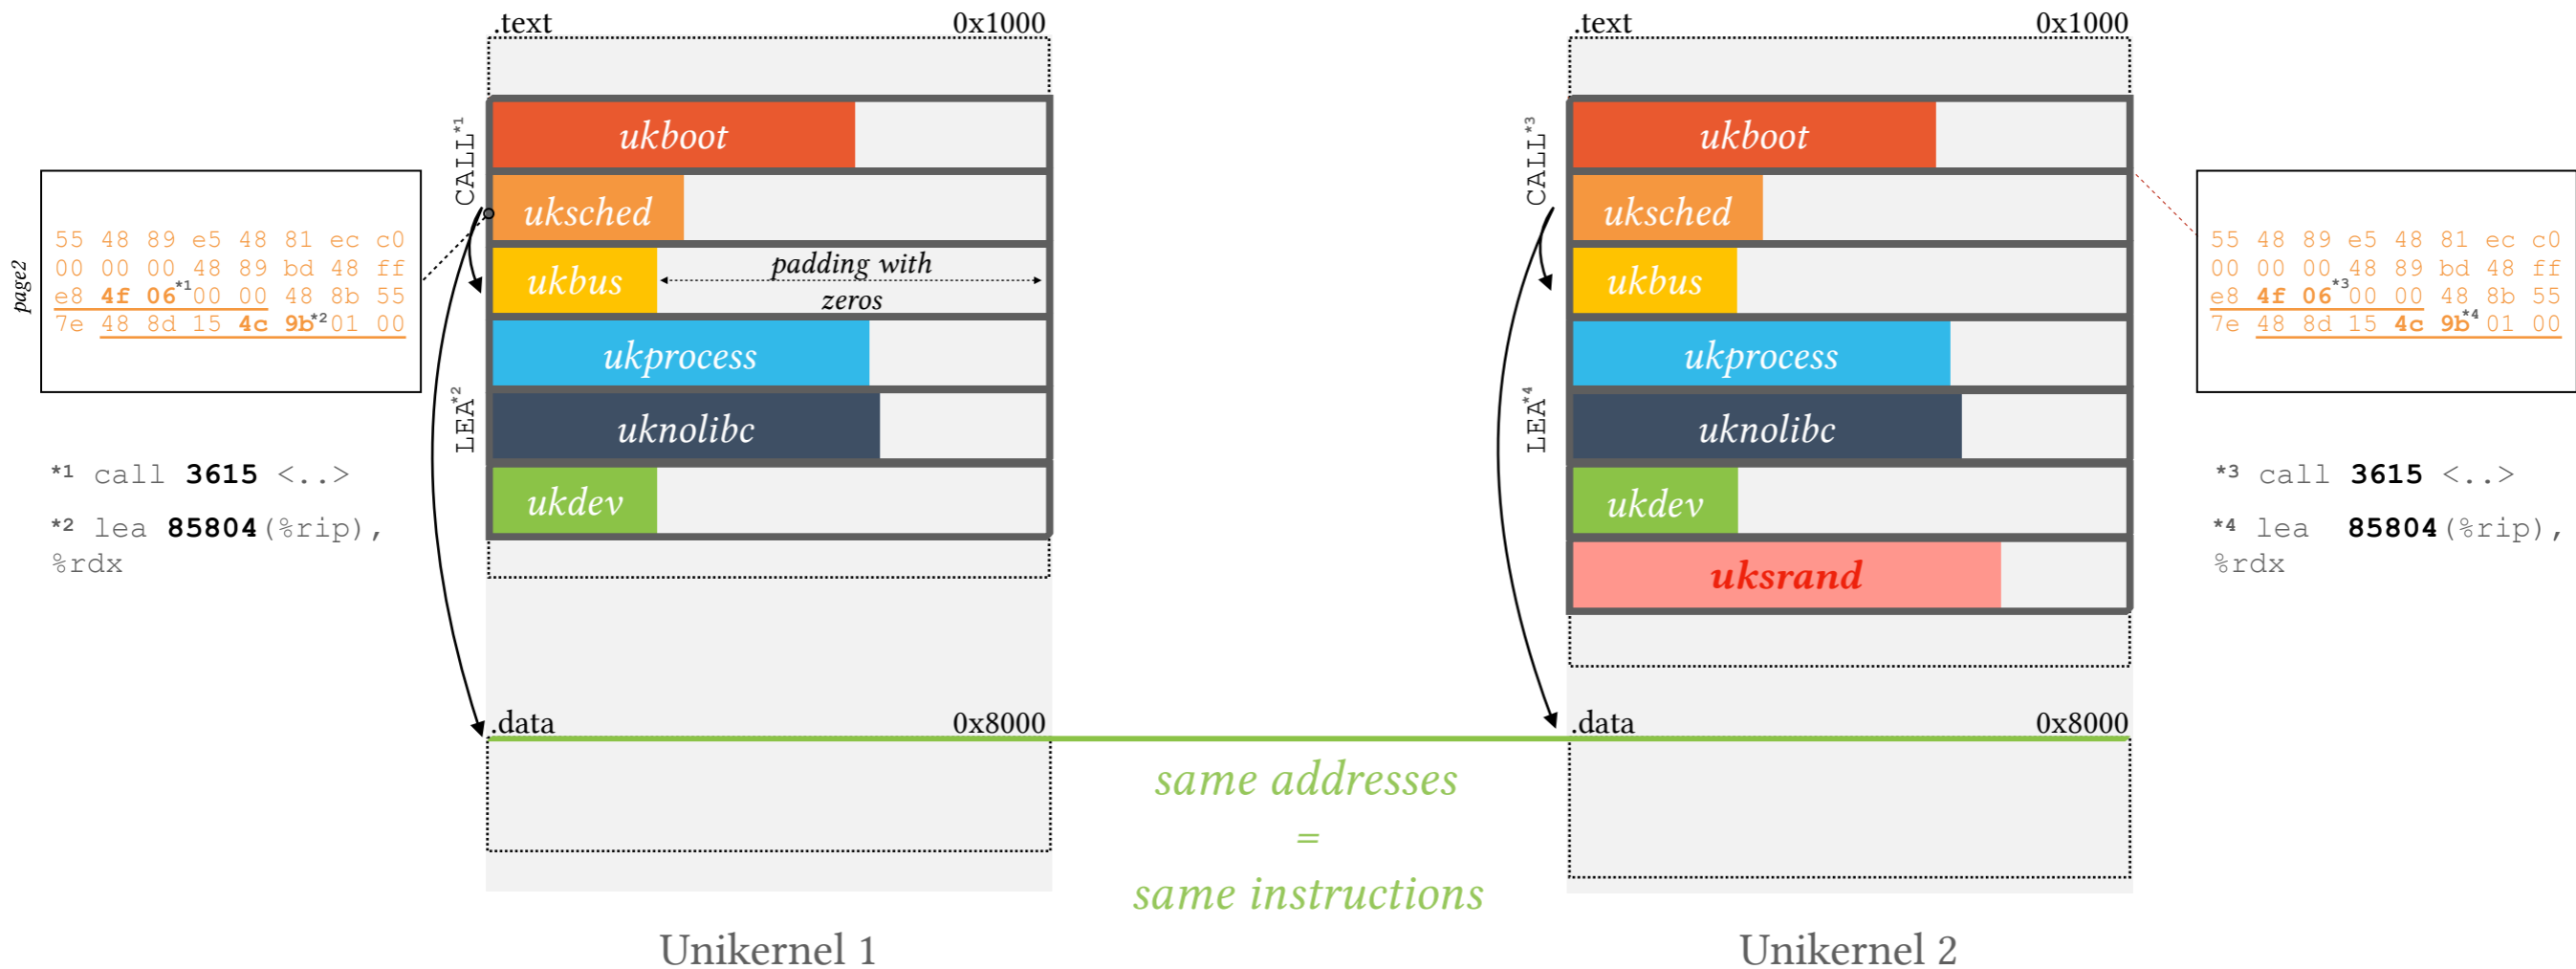 .text 0x1000
ukboot
uksched
ukbus
padding with
zeros
ukprocess
uknolibc
ukdev
CALL*1
LEA*2
page2
55 48 89 e5 48 81 ec c0
00 00 00 48 89 bd 48 ff
e8 4f 06*1 00 00 48 8b 55
7e 48 8d 15 4c 9b*2 01 00
*1 call 3615 <..>
*2 lea 85804(%rip),
%rdx
.data 0x8000
Unikernel 1
same addresses
=
same instructions
.text 0x1000
ukboot
uksched
ukbus
ukprocess
uknolibc
ukdev
uksrand
CALL*3
LEA*4
.data 0x8000
Unikernel 2
55 48 89 e5 48 81 ec c0
00 00 00 48 89 bd 48 ff
e8 4f 06*3 00 00 48 8b 55
7e 48 8d 15 4c 9b*4 01 00
*3 call 3615 <..>
*4 lea 85804(%rip),
%rdx